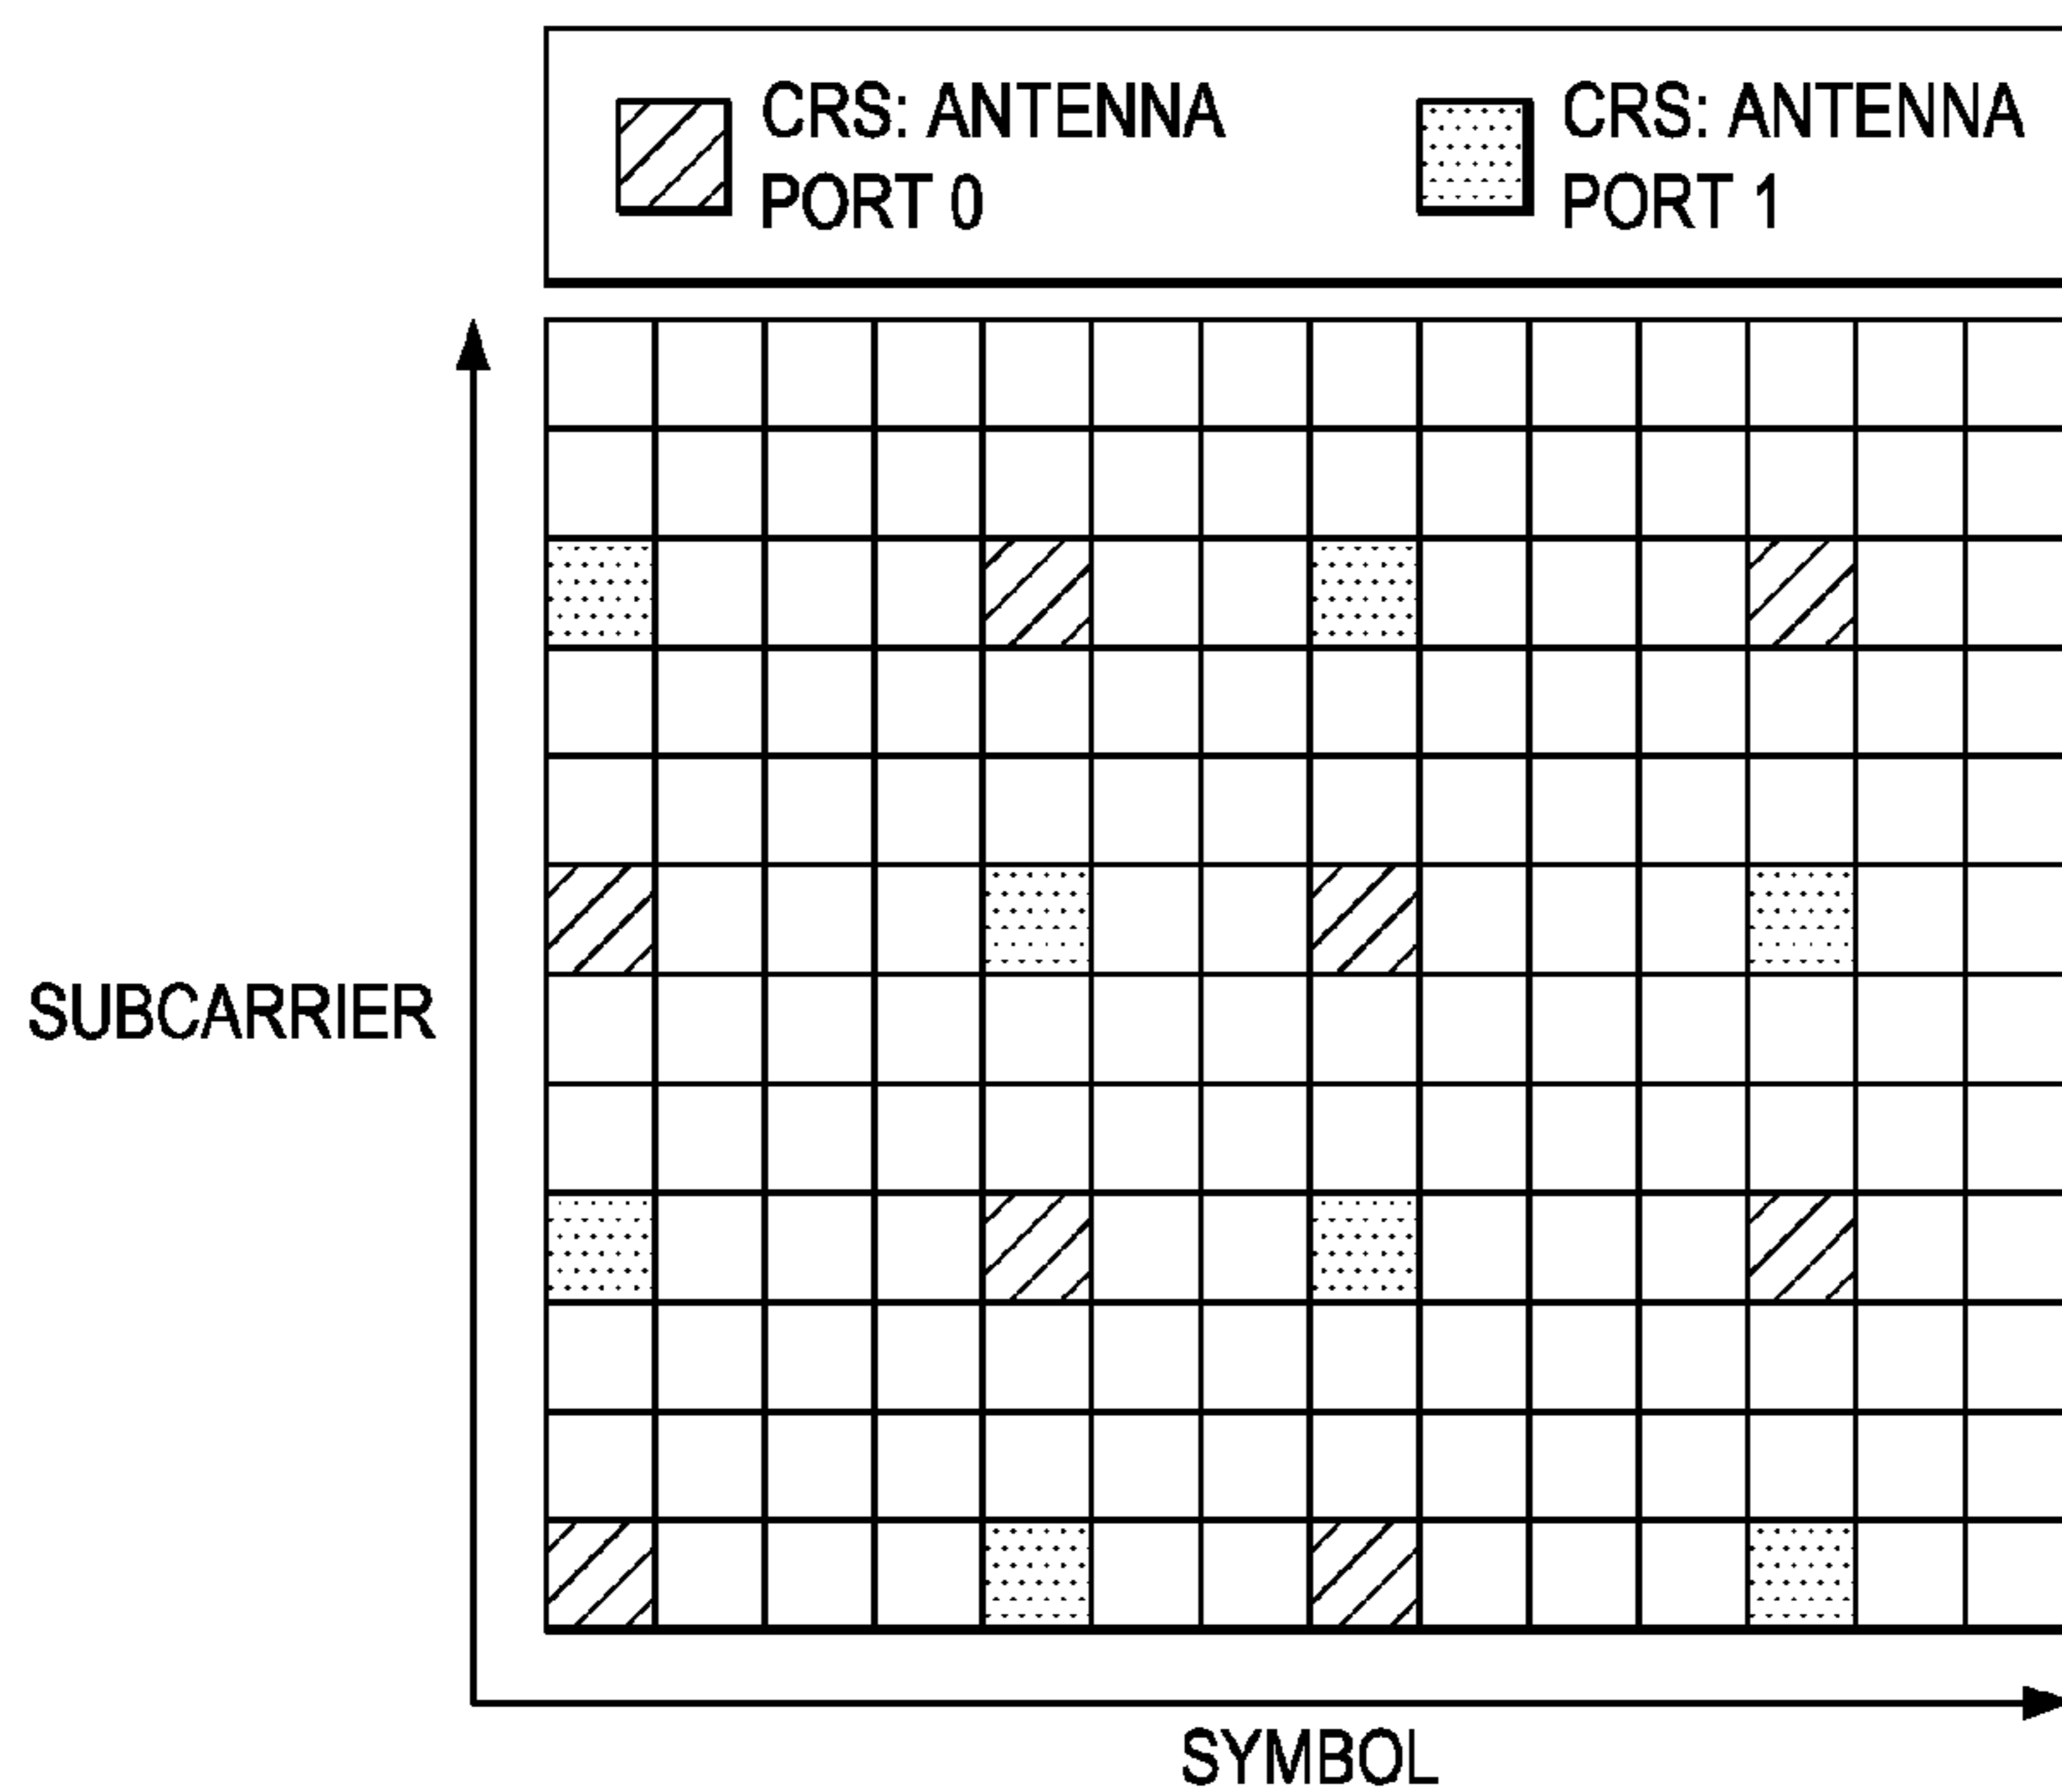 CRS: ANTENNA
PORT 0
CRS: ANTENNA
PORT 1
SUBCARRIER
SYMBOL